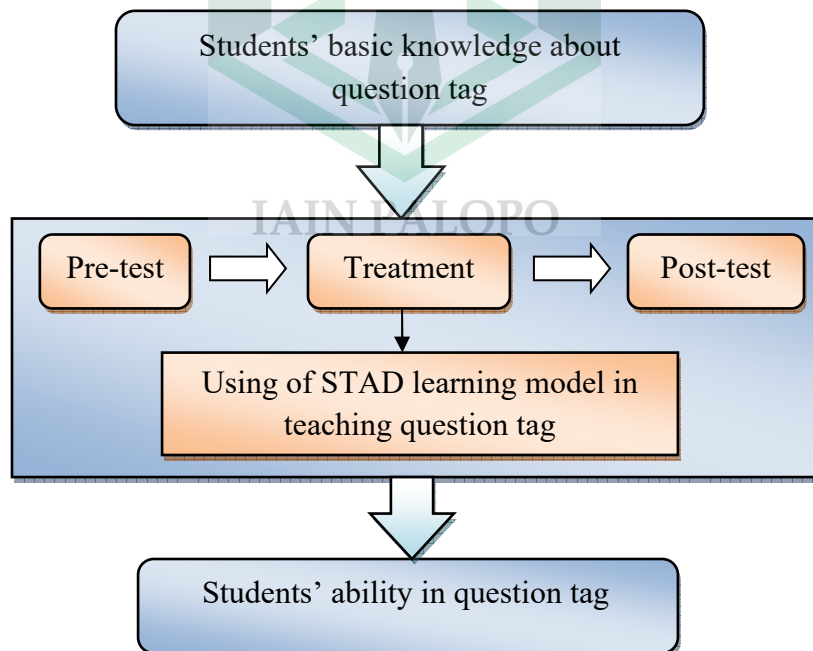 Students’ basic knowledge about
question tag
IAIN PALOPO
Pre-test
Treatment
Post-test
Using of STAD learning model in
teaching question tag
Students’ ability in question tag